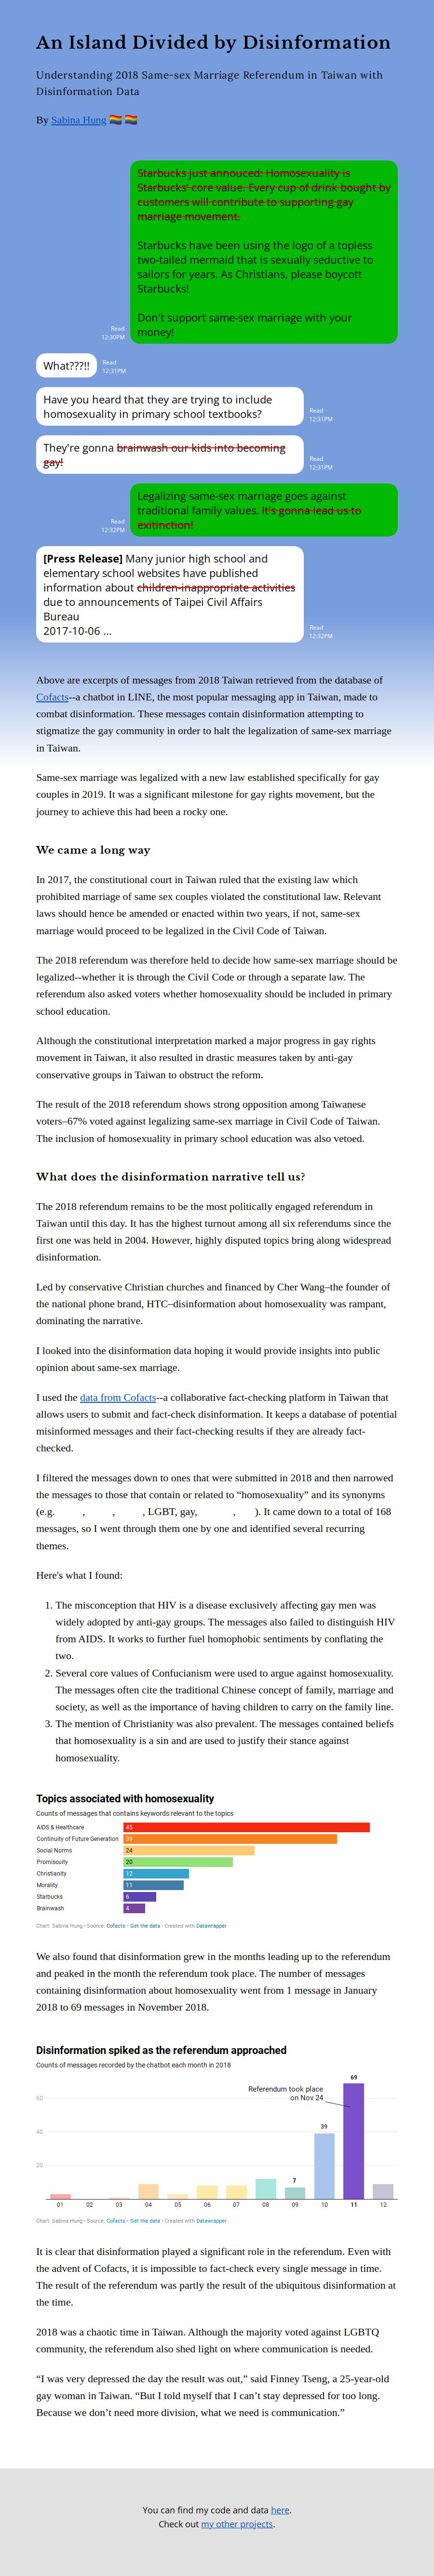 An Island Divided by Disinformation
Understanding 2018 Same-sex Marriage Referendum in Taiwan with
Disinformation Data
By Sabina Hung 🏳️‍🌈 🏳️‍🌈
Starbucks just annouced: Homosexuality is
Starbucks' core value. Every cup of drink bought by
customers will contribute to supporting gay
marriage movement.
Starbucks have been using the logo of a topless
two-tailed mermaid that is sexually seductive to
sailors for years. As Christians, please boycott
Starbucks!
Don't support same-sex marriage with your
money!
Read
12:30PM
What???!!
Read
12:31PM
Have you heard that they are trying to include
homosexuality in primary school textbooks?
Read
12:31PM
They're gonna brainwash our kids into becoming
gay!
Read
12:31PM
Legalizing same-sex marriage goes against
traditional family values. It's gonna lead us to
exitinction!
Read
12:32PM
[Press Release] Many junior high school and
elementary school websites have published
information about children-inappropriate activities
due to announcements of Taipei Civil Affairs
Bureau
2017-10-06 ...
Read
12:32PM
Above are excerpts of messages from 2018 Taiwan retrieved from the database of
Cofacts--a chatbot in LINE, the most popular messaging app in Taiwan, made to
combat disinformation. These messages contain disinformation attempting to
stigmatize the gay community in order to halt the legalization of same-sex marriage
in Taiwan.
Same-sex marriage was legalized with a new law established specifically for gay
couples in 2019. It was a significant milestone for gay rights movement, but the
journey to achieve this had been a rocky one.
We came a long way
In 2017, the constitutional court in Taiwan ruled that the existing law which
prohibited marriage of same sex couples violated the constitutional law. Relevant
laws should hence be amended or enacted within two years, if not, same-sex
marriage would proceed to be legalized in the Civil Code of Taiwan.
The 2018 referendum was therefore held to decide how same-sex marriage should be
legalized--whether it is through the Civil Code or through a separate law. The
referendum also asked voters whether homosexuality should be included in primary
school education.
Although the constitutional interpretation marked a major progress in gay rights
movement in Taiwan, it also resulted in drastic measures taken by anti-gay
conservative groups in Taiwan to obstruct the reform.
The result of the 2018 referendum shows strong opposition among Taiwanese
voters–67% voted against legalizing same-sex marriage in Civil Code of Taiwan.
The inclusion of homosexuality in primary school education was also vetoed.
What does the disinformation narrative tell us?
The 2018 referendum remains to be the most politically engaged referendum in
Taiwan until this day. It has the highest turnout among all six referendums since the
first one was held in 2004. However, highly disputed topics bring along widespread
disinformation.
Led by conservative Christian churches and financed by Cher Wang–the founder of
the national phone brand, HTC–disinformation about homosexuality was rampant,
dominating the narrative.
I looked into the disinformation data hoping it would provide insights into public
opinion about same-sex marriage.
I used the data from Cofacts--a collaborative fact-checking platform in Taiwan that
allows users to submit and fact-check disinformation. It keeps a database of potential
misinformed messages and their fact-checking results if they are already fact-
checked.
I filtered the messages down to ones that were submitted in 2018 and then narrowed
the messages to those that contain or related to “homosexuality” and its synonyms
(e.g. , , , LGBT, gay, , ). It came down to a total of 168
messages, so I went through them one by one and identified several recurring
themes.
Here's what I found:
1. The misconception that HIV is a disease exclusively affecting gay men was
widely adopted by anti-gay groups. The messages also failed to distinguish HIV
from AIDS. It works to further fuel homophobic sentiments by conflating the
two.
2. Several core values of Confucianism were used to argue against homosexuality.
The messages often cite the traditional Chinese concept of family, marriage and
society, as well as the importance of having children to carry on the family line.
3. The mention of Christianity was also prevalent. The messages contained beliefs
that homosexuality is a sin and are used to justify their stance against
homosexuality.
Topics associated with homosexuality
Counts of messages that contains keywords relevant to the topics
AIDS & Healthcare 45
Continuity of Future Generation 39
Social Norms 24
Promiscuity 20
Christianity 12
Morality 11
Starbucks 6
Brainwash 4
Chart: Sabina Hung • Source: Cofacts • Get the data • Created with Datawrapper
We also found that disinformation grew in the months leading up to the referendum
and peaked in the month the referendum took place. The number of messages
containing disinformation about homosexuality went from 1 message in January
2018 to 69 messages in November 2018.
Disinformation spiked as the referendum approached
Counts of messages recorded by the chatbot each month in 2018
69
Referendum took place
on Nov 24
60
39
40
20
7
01 02 03 04 05 06 07 08 09 10 11 12
Chart: Sabina Hung • Source: Cofacts • Get the data • Created with Datawrapper
It is clear that disinformation played a significant role in the referendum. Even with
the advent of Cofacts, it is impossible to fact-check every single message in time.
The result of the referendum was partly the result of the ubiquitous disinformation at
the time.
2018 was a chaotic time in Taiwan. Although the majority voted against LGBTQ
community, the referendum also shed light on where communication is needed.
“I was very depressed the day the result was out,” said Finney Tseng, a 25-year-old
gay woman in Taiwan. “But I told myself that I can’t stay depressed for too long.
Because we don’t need more division, what we need is communication.”
You can find my code and data here.
Check out my other projects.